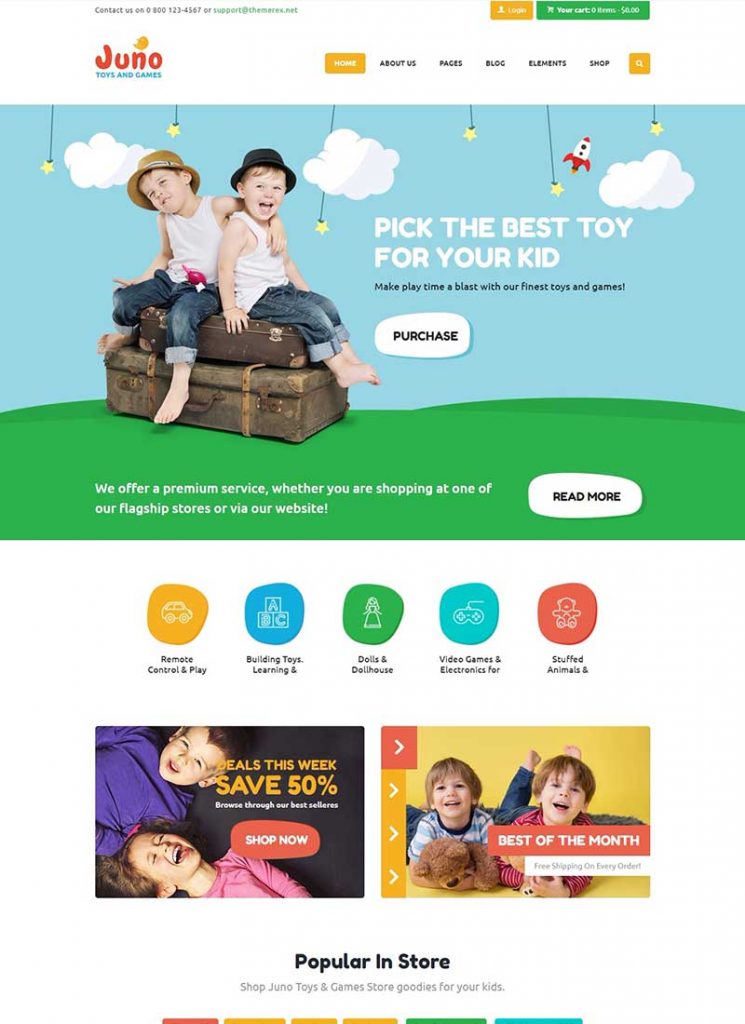 Contact us on 0 800 123-4567 or support@themerex.net
Login
Your cart: 0 Items - $0.00
Juno
TOYS AND GAMES
HOME
ABOUT US
PAGES
BLOG
ELEMENTS
SHOP
PICK THE BEST TOY
FOR YOUR KID
Make play time a blast with our finest toys and games!
PURCHASE
We offer a premium service, whether you are shopping at one of
our flagship stores or via our website!
READ MORE
A
B C
Remote
Control & Play
Building Toys.
Learning &
Dolls &
Dollhouse
Video Games &
Electronics for
Stuffed
Animals &
DEALS THIS WEEK
SAVE 50%
Browse through our best selleres
SHOP NOW
BEST OF THE MONTH
Free Shipping On Every Order!
Popular In Store
Shop Juno Toys & Games Store goodies for your kids.